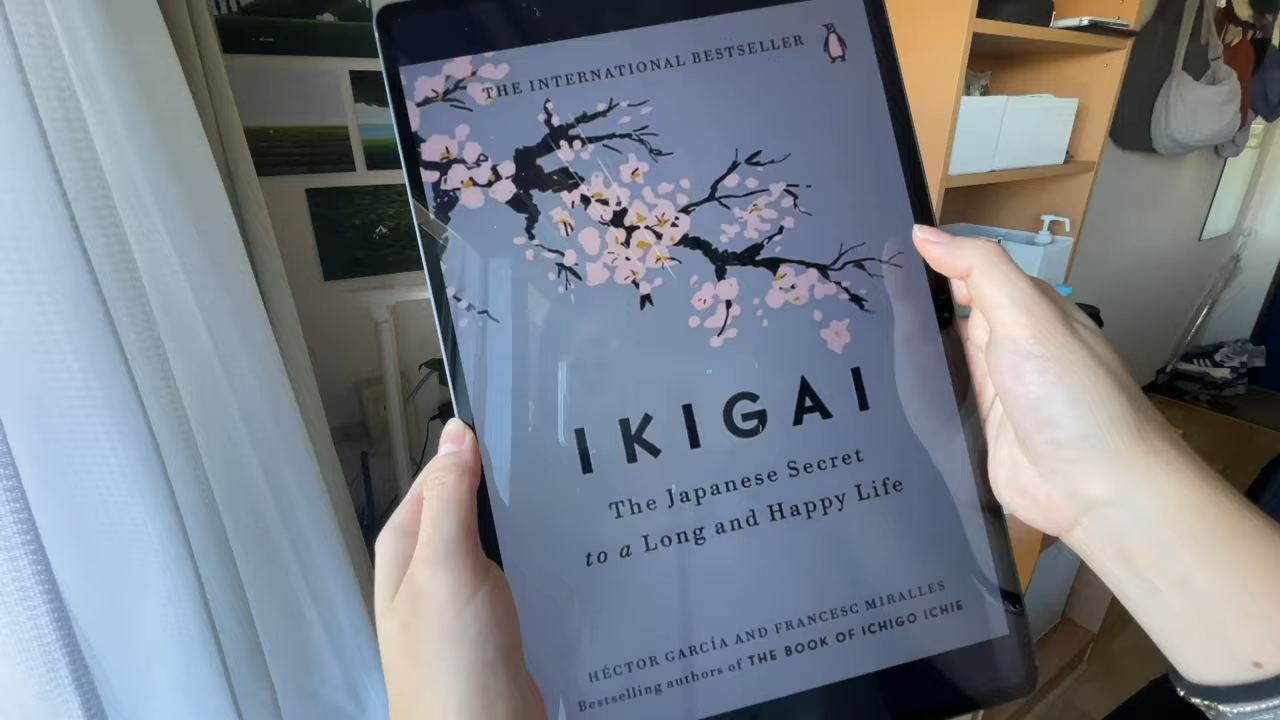 THE INTERNATIONAL BESTSELLER
IKIGAI
The Japanese Secret
to a Long and Happy Life
HÉCTOR GARCÍA AND FRANCESC MIRALLES
Bestselling authors of THE BOOK OF ICHIGO ICHIE